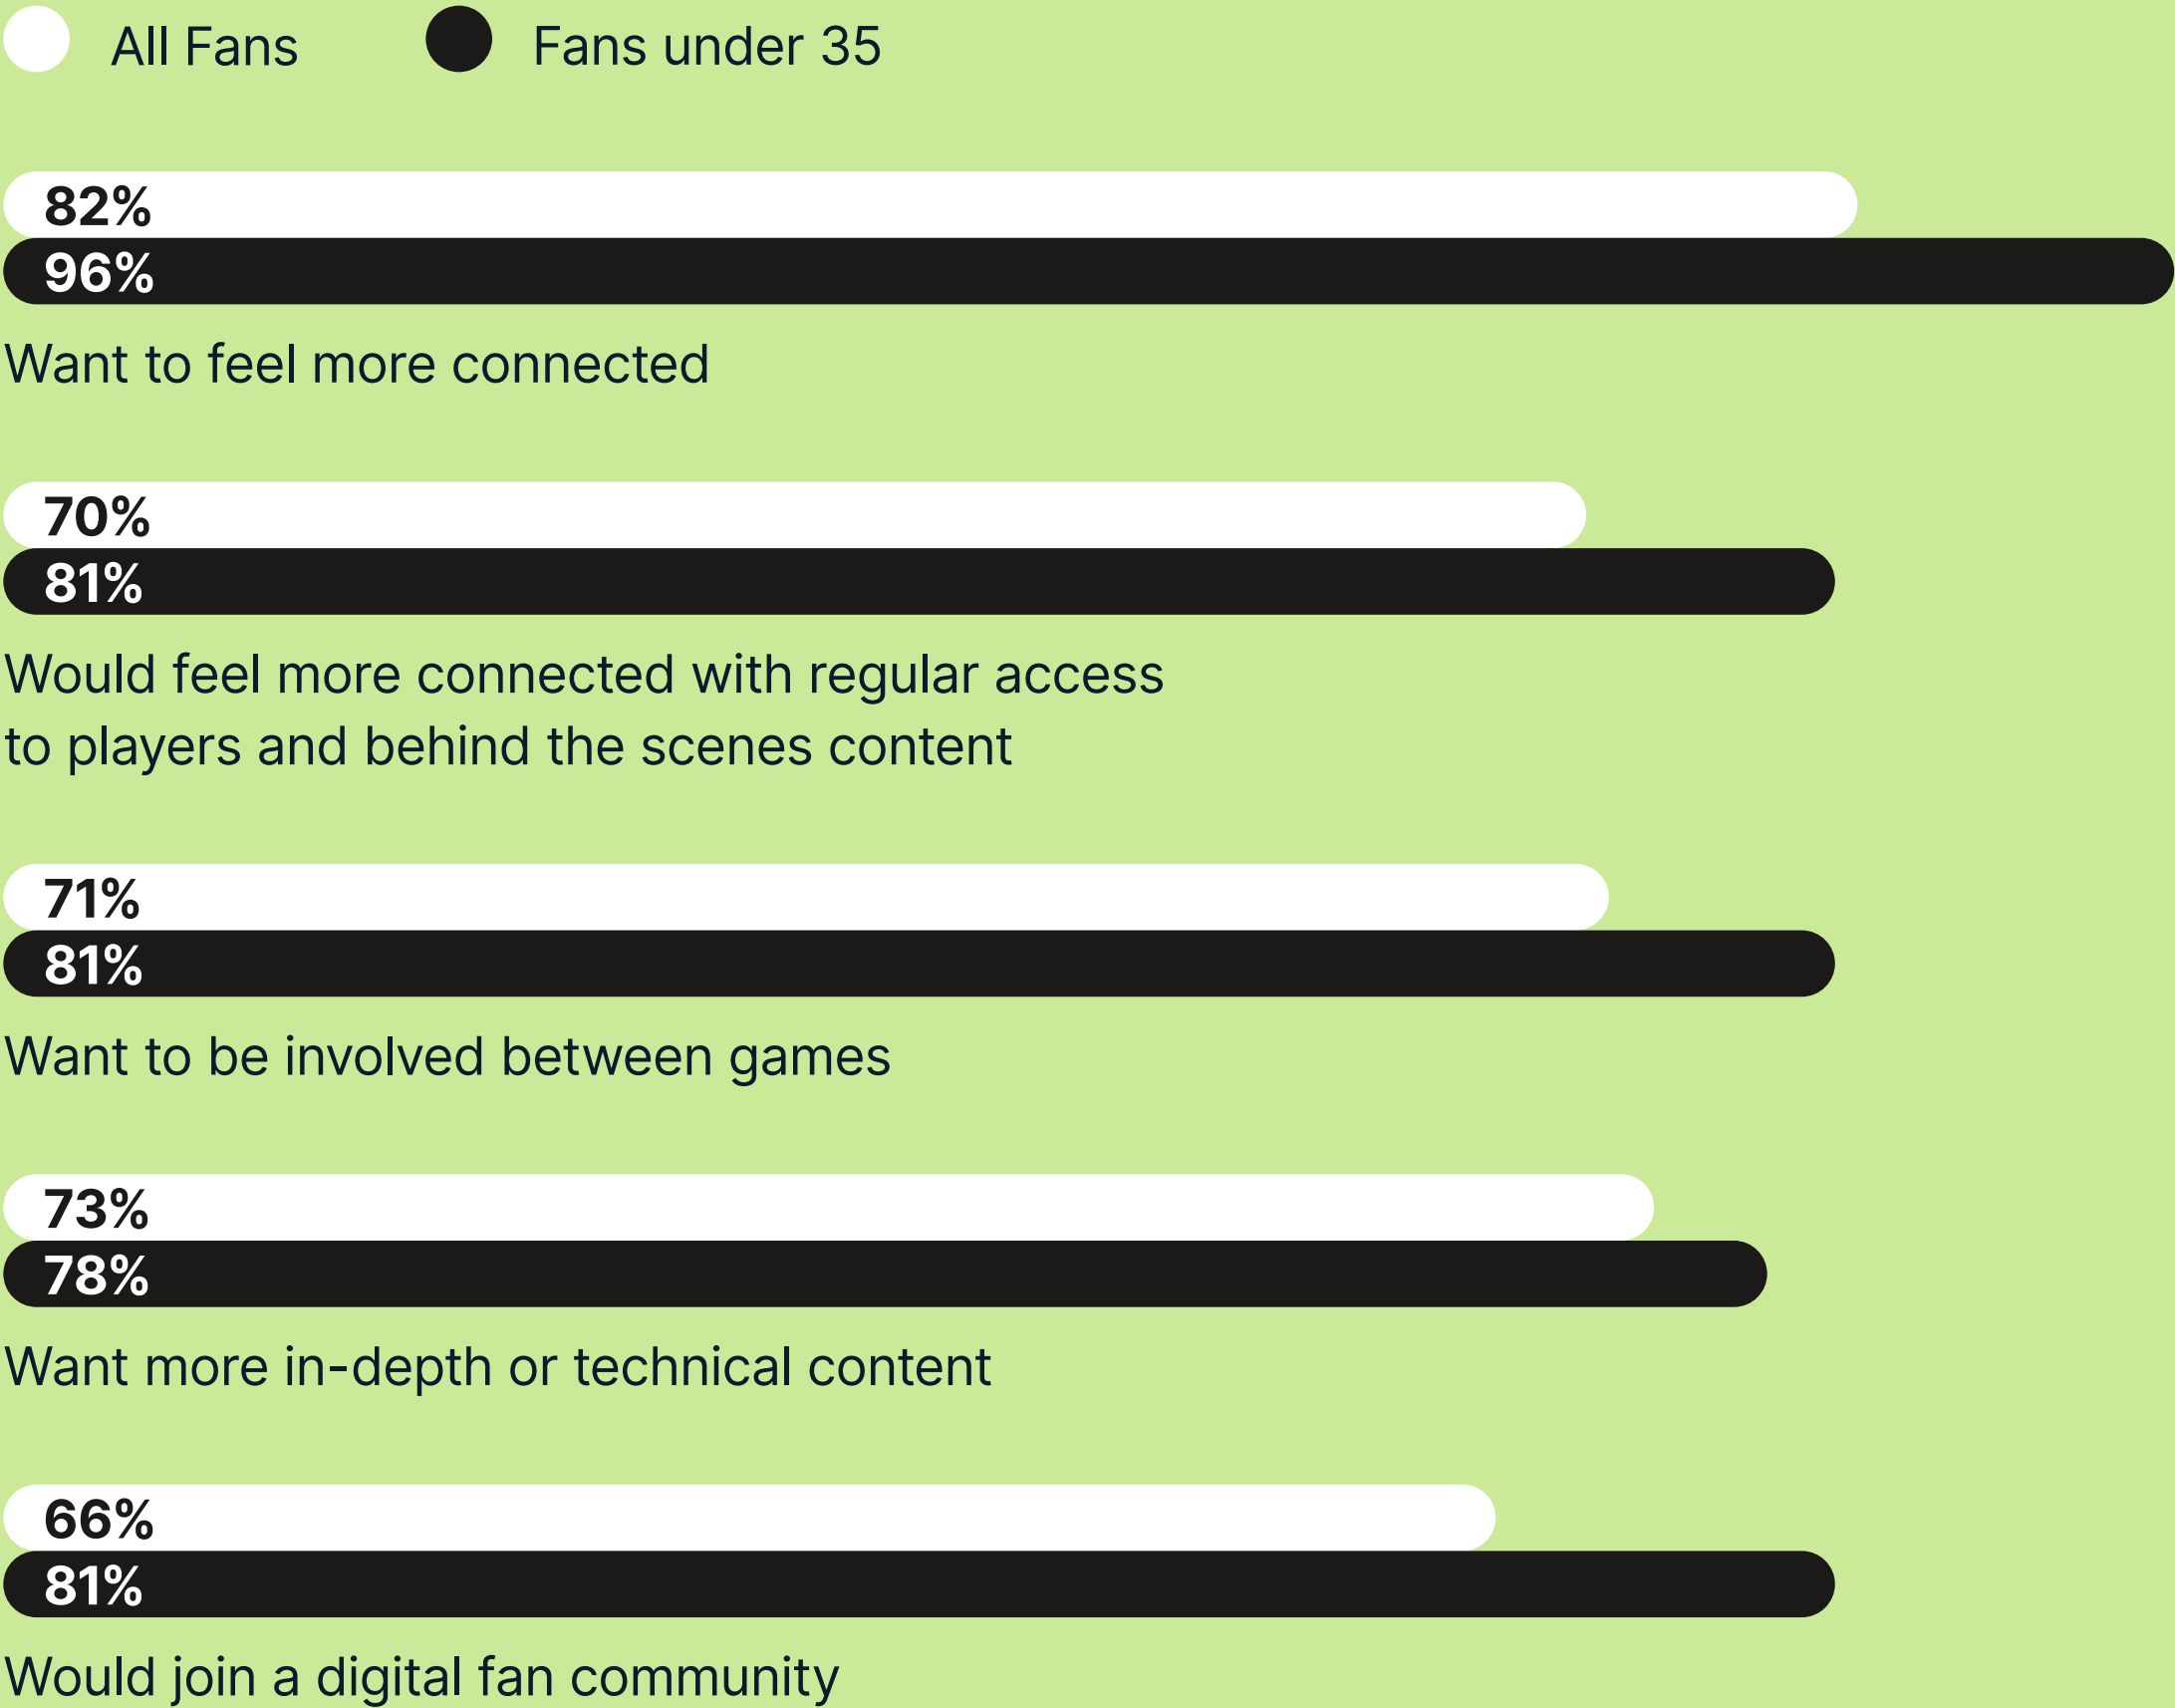 All Fans
Fans under 35
82%
96%
Want to feel more connected
70%
81%
Would feel more connected with regular access
to players and behind the scenes content
71%
81%
Want to be involved between games
73%
78%
Want more in-depth or technical content
66%
81%
Would join a digital fan community